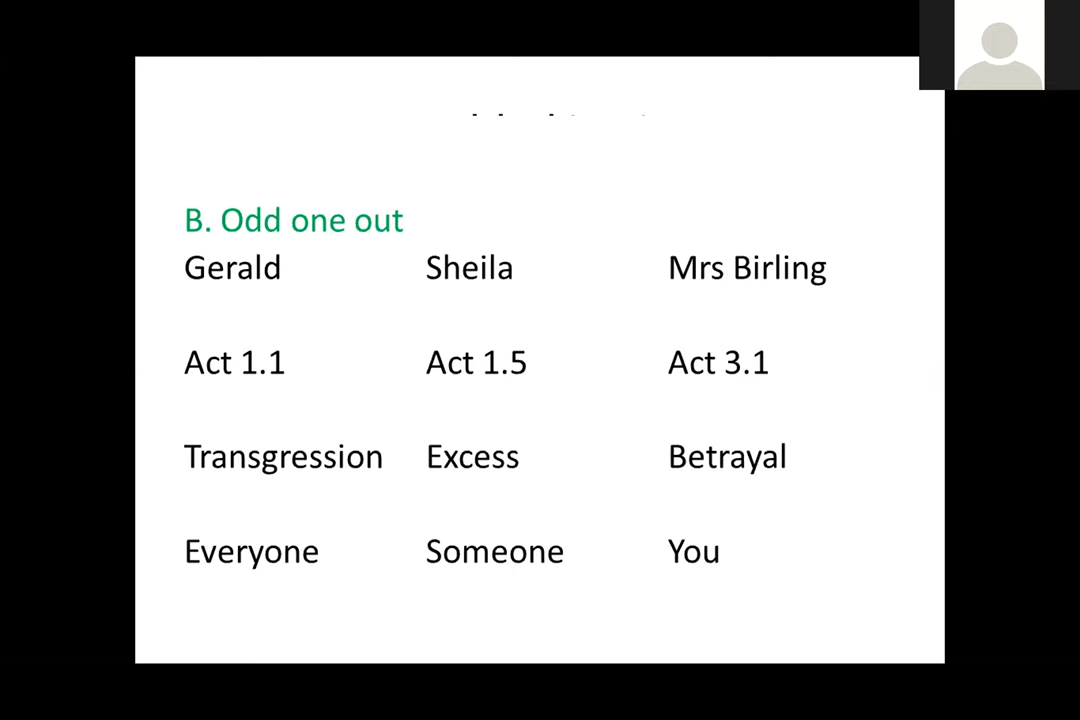 B. Odd one out
Gerald Sheila Mrs Birling
Act 1.1 Act 1.5 Act 3.1
Transgression Excess Betrayal
Everyone Someone You